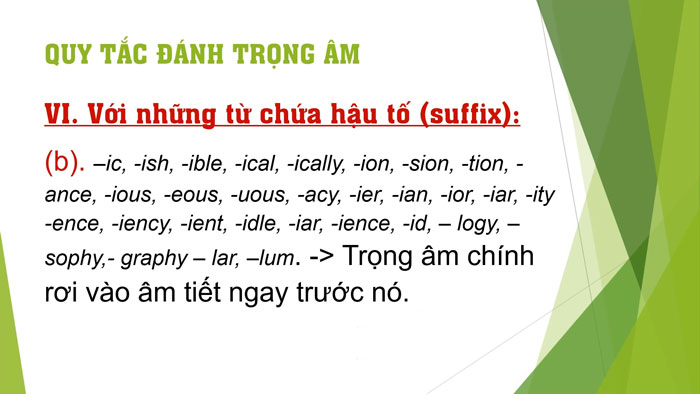 QUY TẮC ĐÁNH TRỌNG ÂM
VI. Với những từ chứa hậu tố (suffix):
(b). –ic, -ish, -ible, -ical, -ically, -ion, -sion, -tion, -
ance, -ious, -eous, -uous, -acy, -ier, -ian, -ior, -iar, -ity
-ence, -iency, -ient, -idle, -iar, -ience, -id, – logy, –
sophy,- graphy – lar, –lum. -> Trọng âm chính
rơi vào âm tiết ngay trước nó.